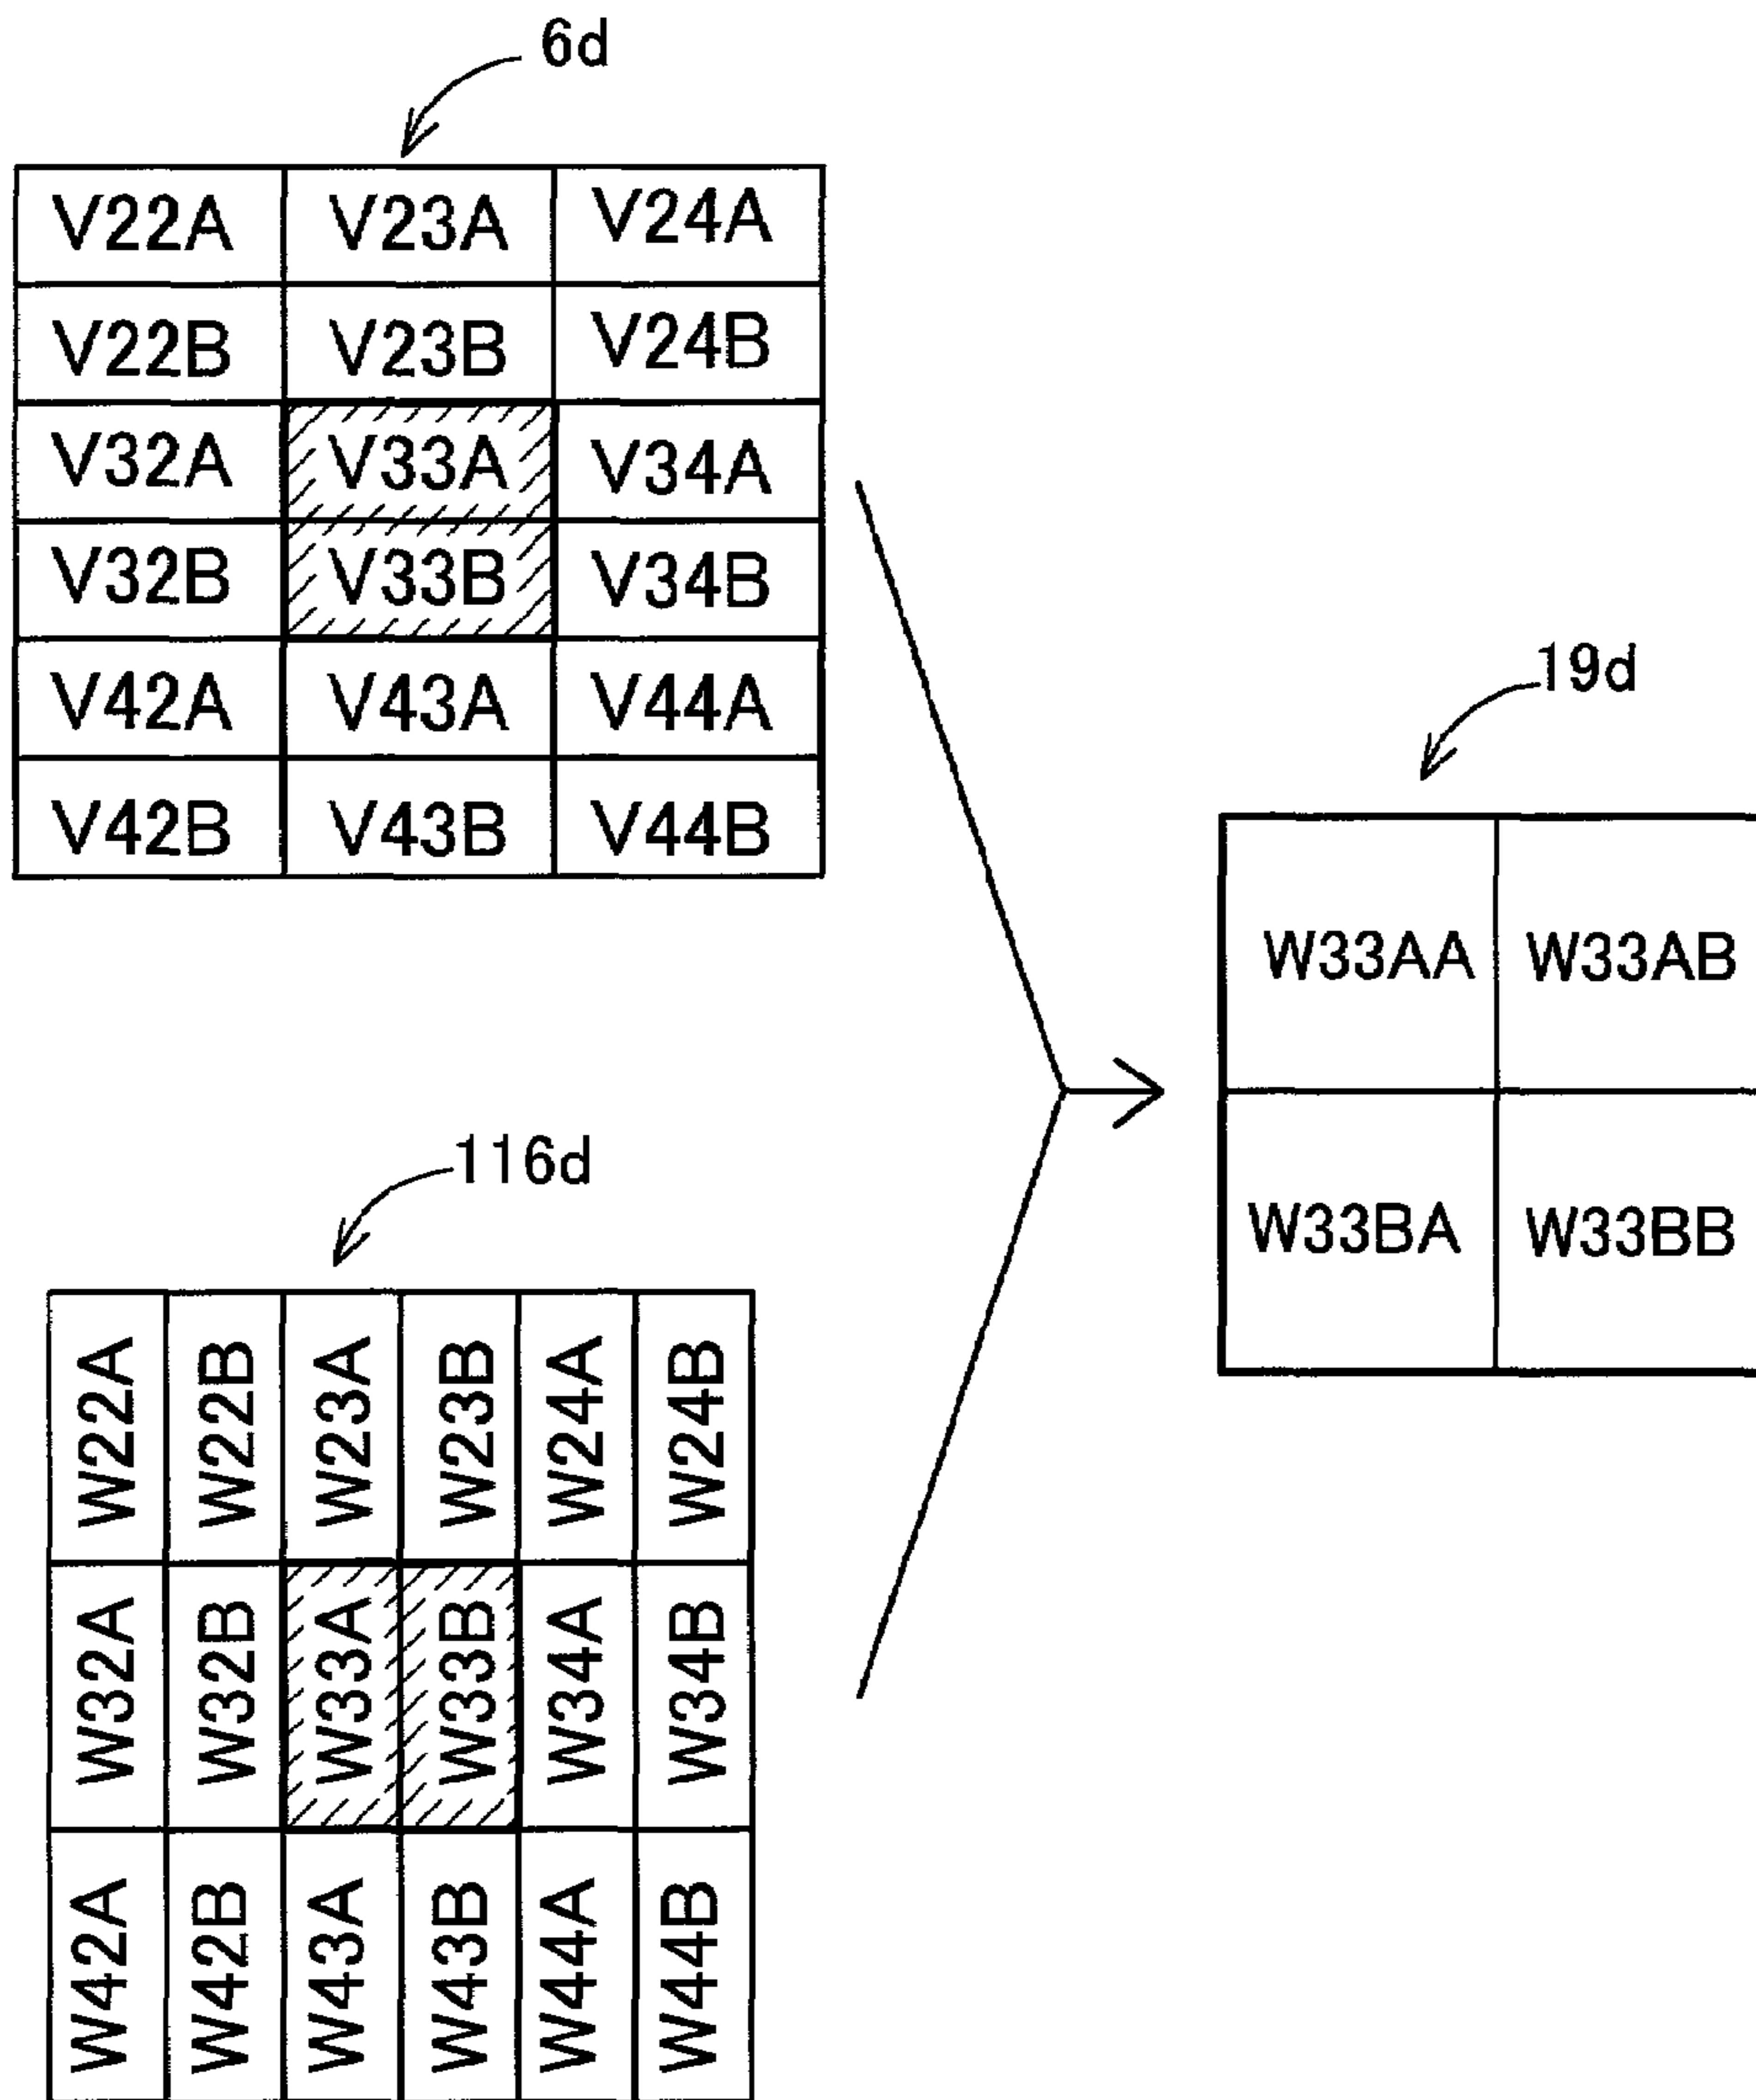 6d
V22A V23A V24A
V22B V23B V24B
V32A V33A V34A
V32B V33B V34B
V42A V43A V44A
V42B V43B V44B
19d
W33AA W33AB
W33BA W33BB
116d
W22A W22B W23A W23B W24A W24B
W32A W32B W33A W33B W34A W34B
W42A W42B W43A W43B W44A W44B